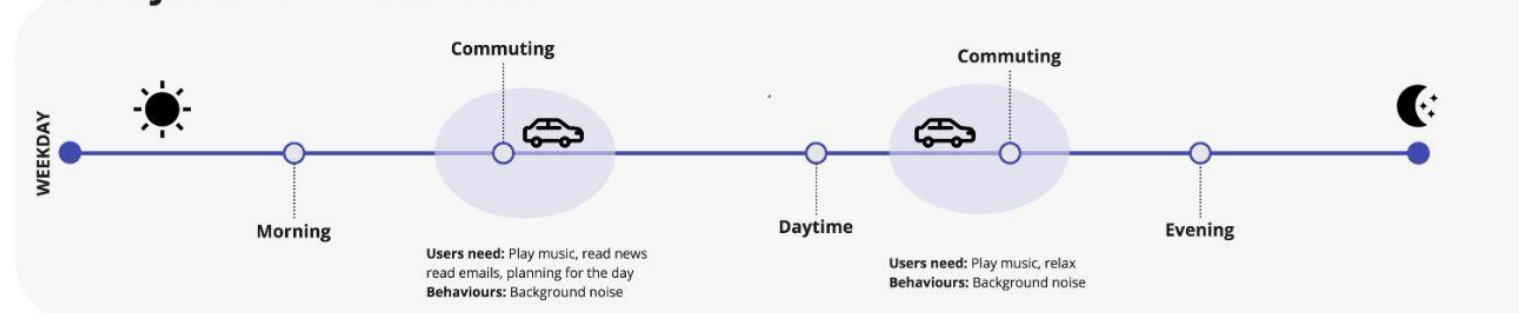 WEEKDAY
Commuting
Commuting
Morning
Daytime
Evening
Users need: Play music, read news
read emails, planning for the day
Behaviours: Background noise
Users need: Play music, relax
Behaviours: Background noise